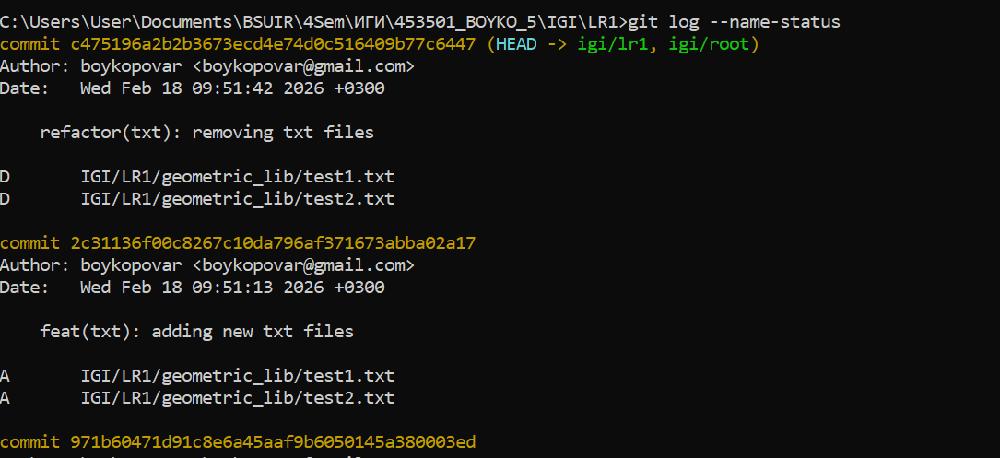 C:\Users\User\Documents\BSUIR\4Sem\ИГИ\453501_BOYKO_5\IGI\LR1>git log --name-status
commit c475196a2b2b3673ecd4e74d0c516409b77c6447 (HEAD -> igi/lr1, igi/root)
Author: boykopovar <boykopovar@gmail.com>
Date:   Wed Feb 18 09:51:42 2026 +0300
refactor(txt): removing txt files
D       IGI/LR1/geometric_lib/test1.txt
D       IGI/LR1/geometric_lib/test2.txt
commit 2c31136f00c8267c10da796af371673abba02a17
Author: boykopovar <boykopovar@gmail.com>
Date:   Wed Feb 18 09:51:13 2026 +0300
feat(txt): adding new txt files
A       IGI/LR1/geometric_lib/test1.txt
A       IGI/LR1/geometric_lib/test2.txt
commit 971b60471d91c8e6a45aaf9b6050145a380003ed